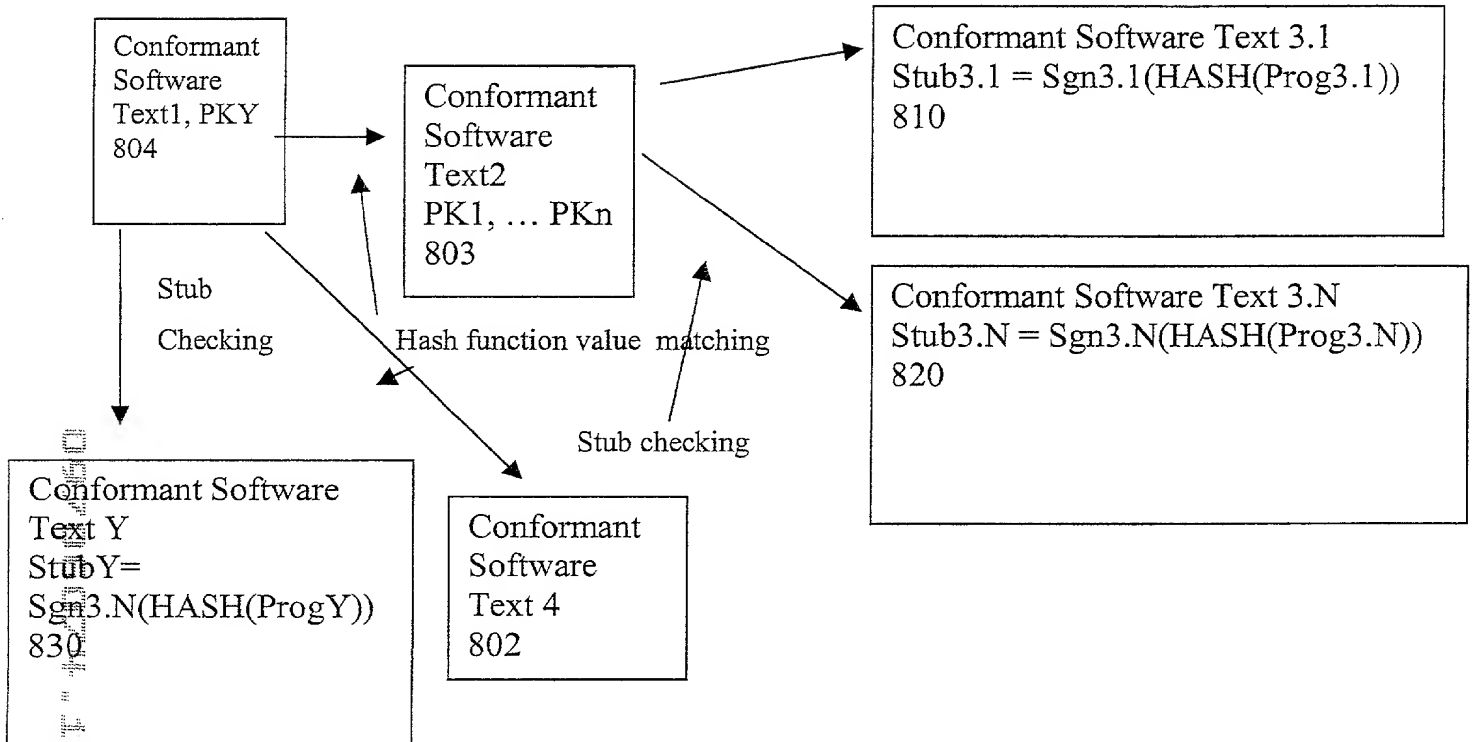 Conformant
Software
Text1, PKY
804
Conformant
Software
Text2
PK1, … PKn
803
Conformant Software Text 3.1
Stub3.1 = Sgn3.1(HASH(Prog3.1))
810
Conformant Software Text 3.N
Stub3.N = Sgn3.N(HASH(Prog3.N))
820
Stub
Checking
Hash function value matching
Stub checking
Conformant Software
Text Y
StubY=
Sgn3.N(HASH(ProgY))
830
Conformant
Software
Text 4
802